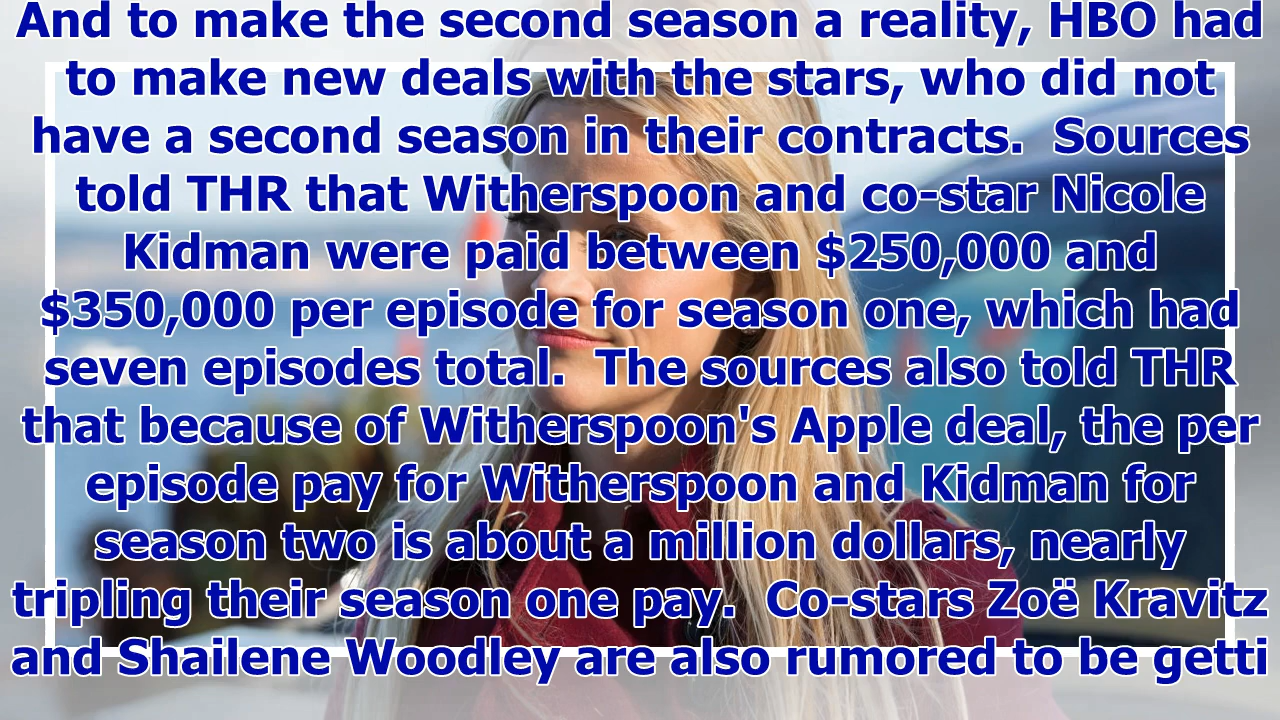 And to make the second season a reality, HBO had
to make new deals with the stars, who did not
have a second season in their contracts.  Sources
told THR that Witherspoon and co-star Nicole
Kidman were paid between $250,000 and
$350,000 per episode for season one, which had
seven episodes total.  The sources also told THR
that because of Witherspoon's Apple deal, the per
episode pay for Witherspoon and Kidman for
season two is about a million dollars, nearly
tripling their season one pay.  Co-stars Zoë Kravitz
and Shailene Woodley are also rumored to be getti